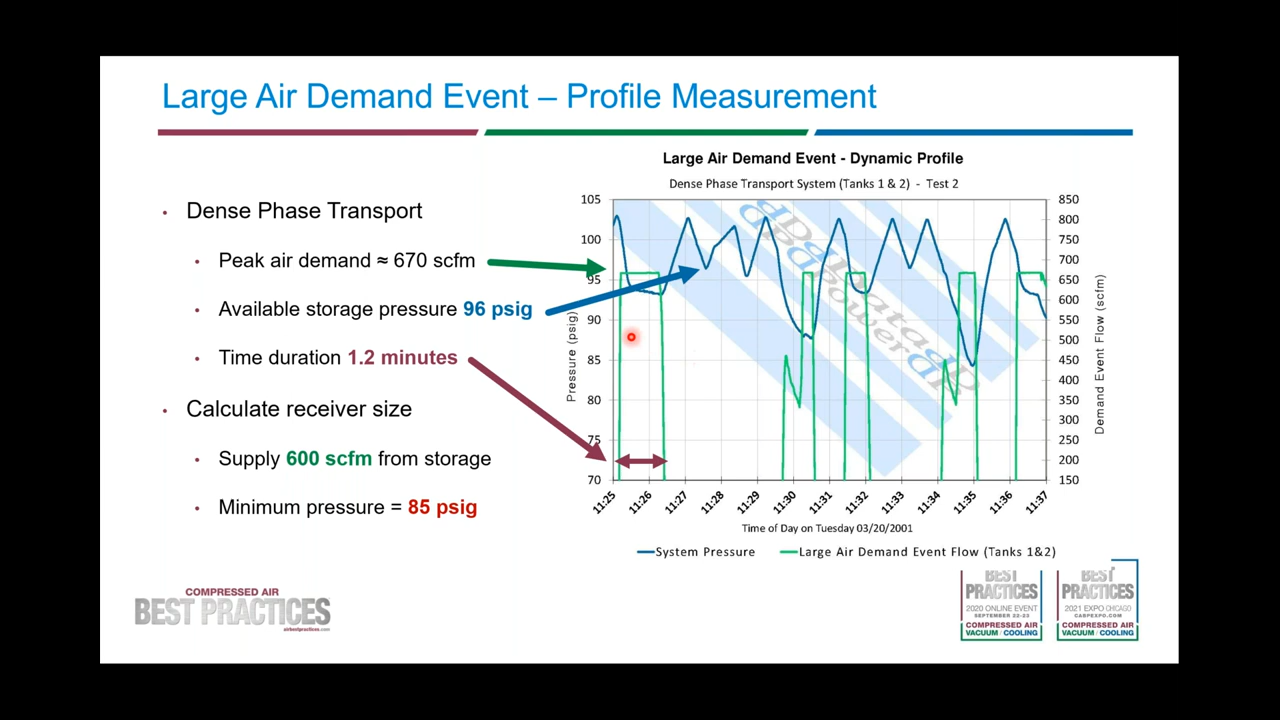 Large Air Demand Event – Profile Measurement
• Dense Phase Transport
• Peak air demand ≈ 670 scfm
• Available storage pressure 96 psig
• Time duration 1.2 minutes
• Calculate receiver size
• Supply 600 scfm from storage
• Minimum pressure = 85 psig
Large Air Demand Event - Dynamic Profile
Dense Phase Transport System (Tanks 1 & 2) - Test 2
Pressure (psig)
105
100
95
90
85
80
75
70
850
800
750
700
650
600
550
500
450
400
350
300
250
200
150
Demand Event Flow (scfm)
11:25
11:26
11:27
11:28
11:29
11:30
11:31
11:32
11:33
11:34
11:35
11:36
11:37
Time of Day on Tuesday 03/20/2001
System Pressure
Large Air Demand Event Flow (Tanks 1&2)
COMPRESSED AIR
BEST PRACTICES
airbestpractices.com
BEST
PRACTICES
2020 ONLINE EVENT
SEPTEMBER 22-23
COMPRESSED AIR
VACUUM / COOLING
BEST
PRACTICES
2021 EXPO CHICAGO
CABPEXPO.COM
COMPRESSED AIR
VACUUM / COOLING